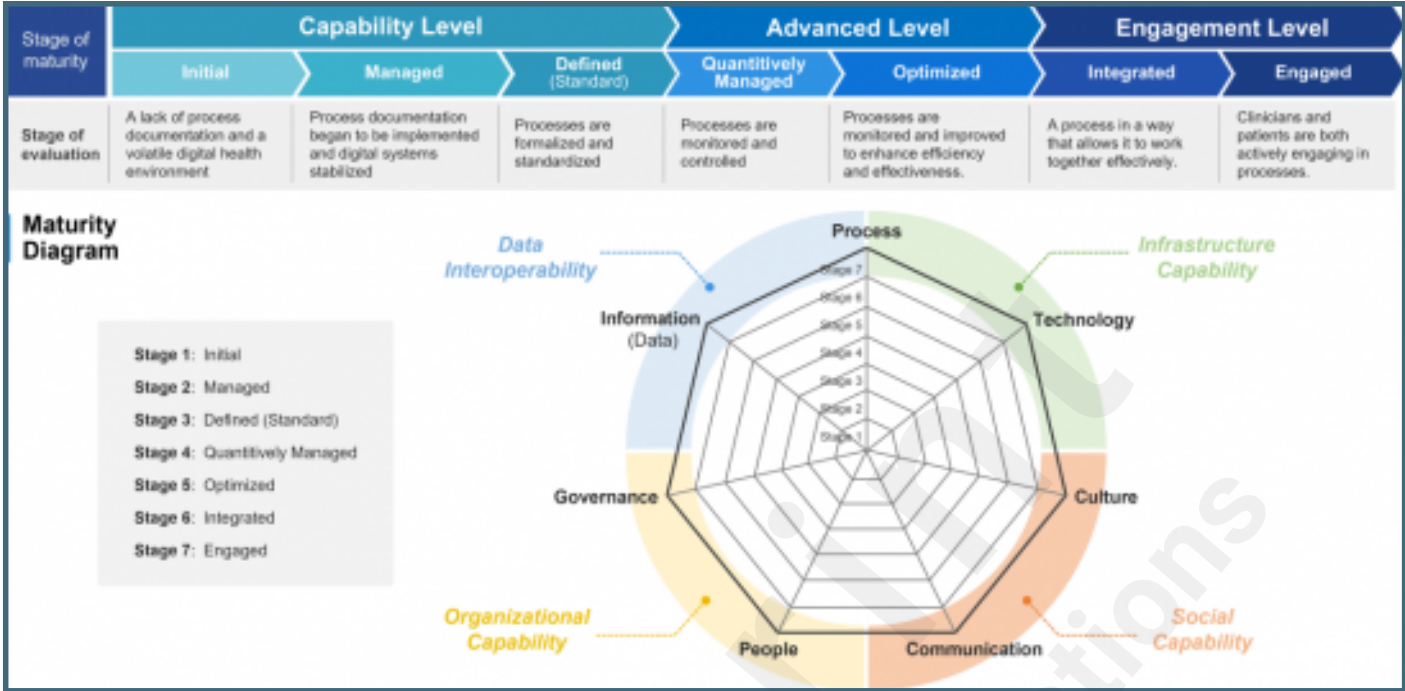 Stage of
maturity
Capability Level
Advanced Level
Engagement Level
Initial
Managed
Defined
(Standard)
Quantitively
Managed
Optimized
Integrated
Engaged
Stage of
evaluation
A lack of process
documentation and a
volatile digital health
environment
Process documentation
began to be implemented
and digital systems
stabilized
Processes are
formalized and
standardized
Processes are
monitored and
controlled
Processes are
monitored and improved
to enhance efficiency
and effectiveness.
A process in a way
that allows it to work
together effectively.
Clinicians and
patients are both
actively engaging in
processes.
Maturity
Diagram
Stage 1: Initial
Stage 2: Managed
Stage 3: Defined (Standard)
Stage 4: Quantitively Managed
Stage 5: Optimized
Stage 6: Integrated
Stage 7: Engaged
Data
Interoperability
Infrastructure
Capability
Process
Information
(Data)
Technology
Stage 7
Stage 6
Stage 5
Stage 4
Stage 3
Stage 2
Stage 1
Governance
Culture
Organizational
Capability
Social
Capability
People
Communication